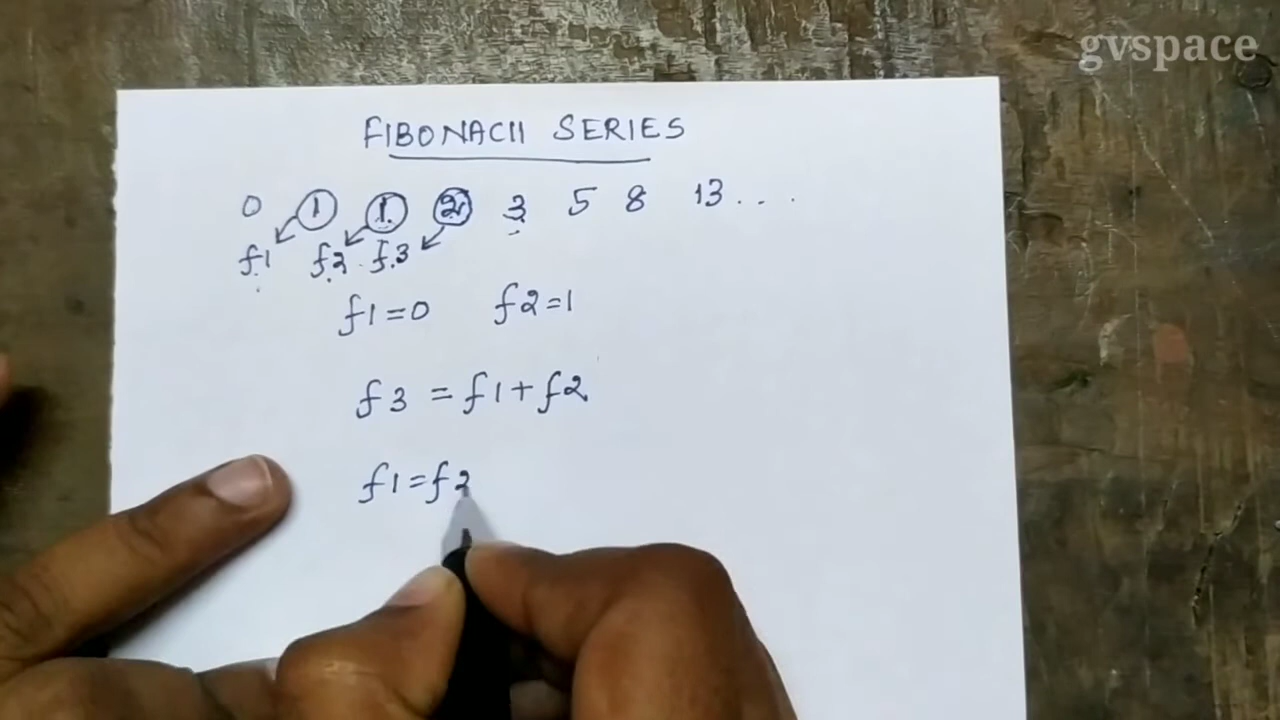 gvspace
FIBONACII SERIES
0 1 1 2 3 5 8 13 . . .
f1 f2 f3
f1=0 f2=1
f3 = f1+f2
f1=f2